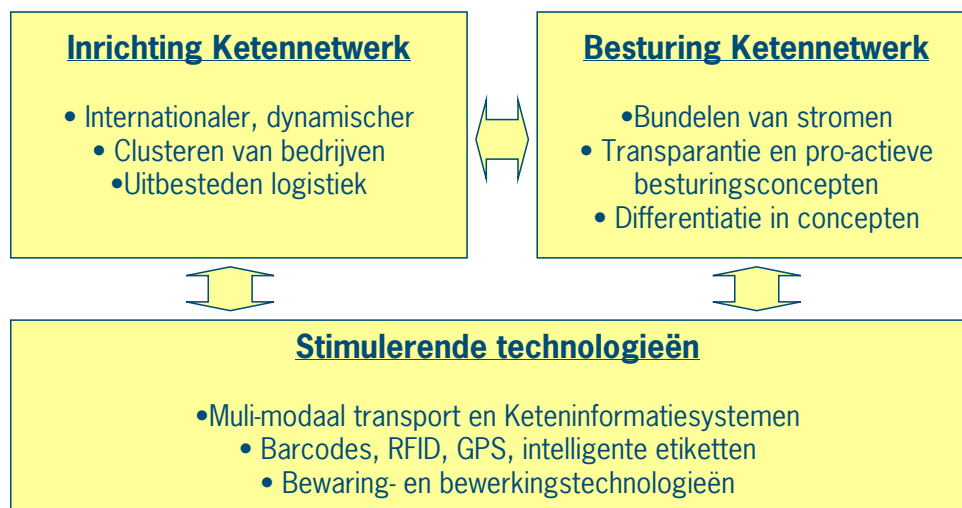 Inrichting Ketennetwerk
• Internationaler, dynamischer
• Clusteren van bedrijven
•Uitbesteden logistiek
Besturing Ketennetwerk
•Bundelen van stromen
• Transparantie en pro-actieve
besturingsconcepten
• Differentiatie in concepten
Stimulerende technologieën
•Muli-modaal transport en Keteninformatiesystemen
• Barcodes, RFID, GPS, intelligente etiketten
• Bewaring- en bewerkingstechnologieën